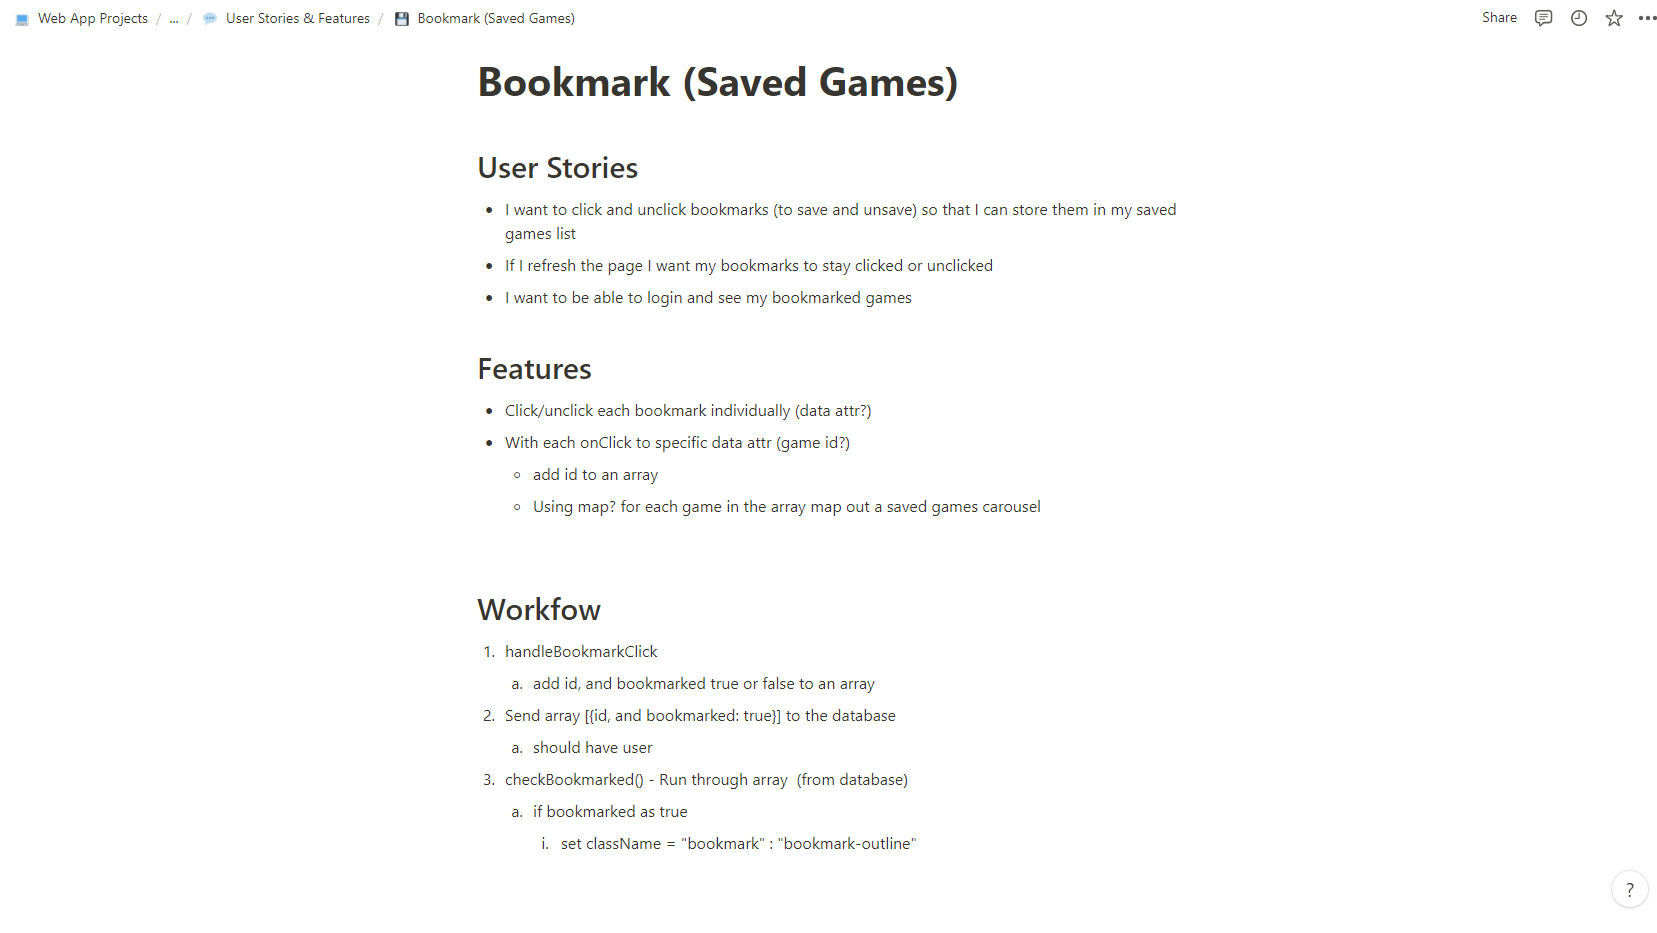 Web App Projects / ... / User Stories & Features / Bookmark (Saved Games)
Share
Bookmark (Saved Games)
User Stories
• I want to click and unclick bookmarks (to save and unsave) so that I can store them in my saved
games list
• If I refresh the page I want my bookmarks to stay clicked or unclicked
• I want to be able to login and see my bookmarked games
Features
• Click/unclick each bookmark individually (data attr?)
• With each onClick to specific data attr (game id?)
◦ add id to an array
◦ Using map? for each game in the array map out a saved games carousel
Workfow
1. handleBookmarkClick
a. add id, and bookmarked true or false to an array
2. Send array [{id, and bookmarked: true}] to the database
a. should have user
3. checkBookmarked() - Run through array  (from database)
a. if bookmarked as true
i. set className = "bookmark" : "bookmark-outline"
?